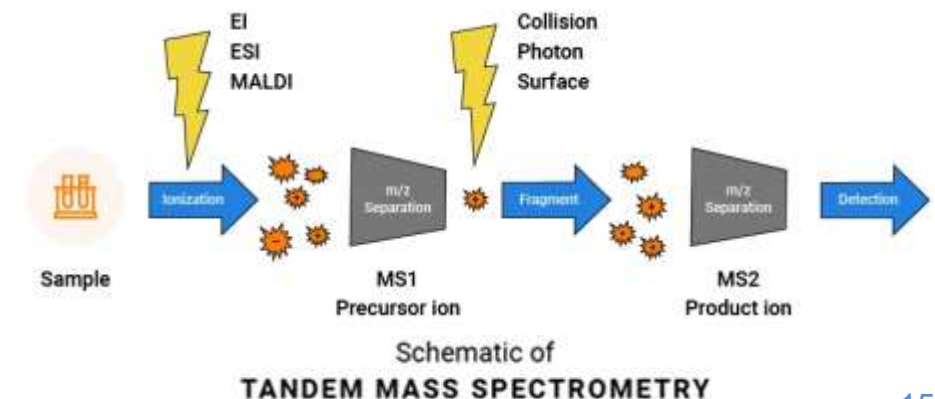 EI
ESI
MALDI
Collision
Photon
Surface
Ionization
m/z
Separation
Fragment
m/z
Separation
Detection
Sample
MS1
Precursor ion
MS2
Product ion
Schematic of
TANDEM MASS SPECTROMETRY
15